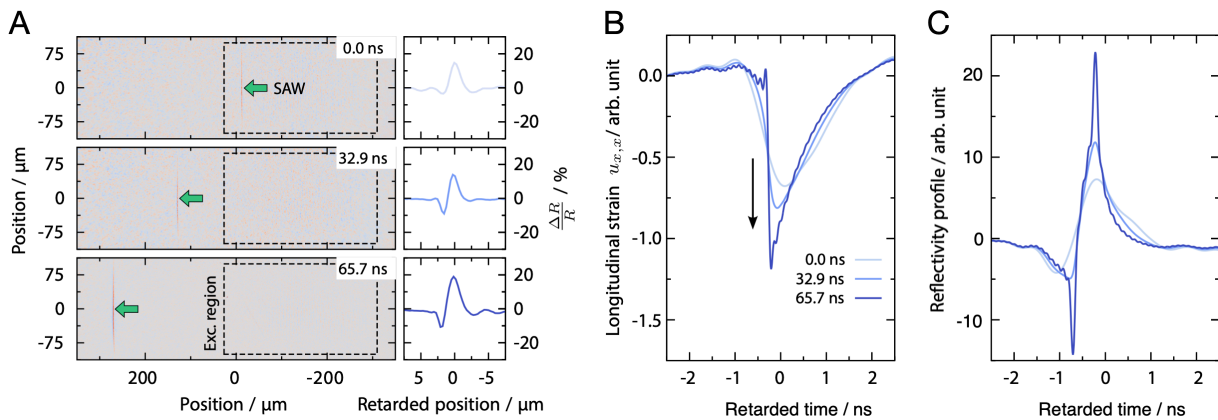 A
B
C
75
0
-75
0.0 ns
SAW
20
0
-20
75
0
-75
32.9 ns
20
0
-20
75
0
-75
65.7 ns
Exc. region
20
0
-20
200 0 -200
5 0 -5
Position / µm
Position / µm
Retarded position / µm
ΔR/R / %
0.0
-0.5
-1.0
-1.5
Longitudinal strain u_{x,x} / arb. unit
0.0 ns
32.9 ns
65.7 ns
-2 -1 0 1 2
Retarded time / ns
20
10
0
-10
Reflectivity profile / arb. unit
-2 -1 0 1 2
Retarded time / ns